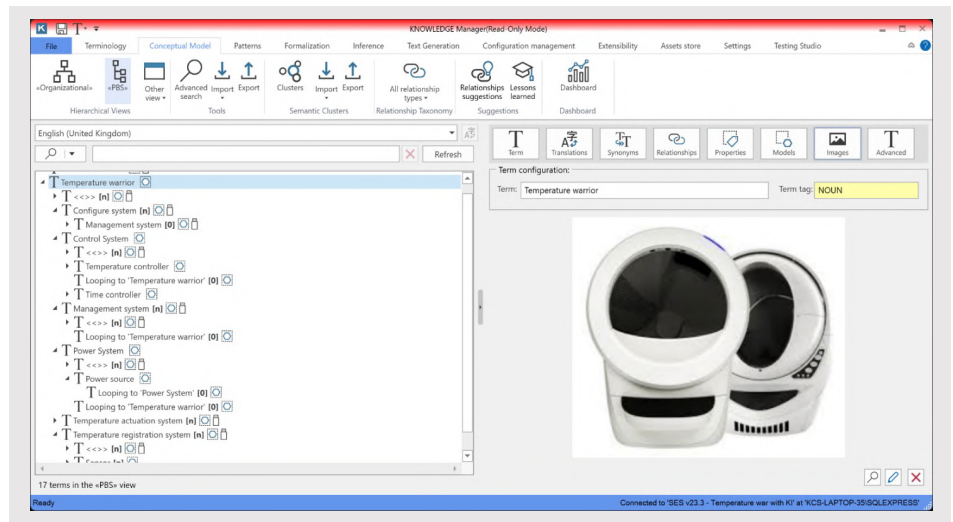 KNOWLEDGE Manager(Read-Only Mode)
File Terminology Conceptual Model Patterns Formalization Inference Text Generation Configuration management Extensibility Assets store Settings Testing Studio
«Organizational» «PBS» Other view Advanced search Import Export Clusters Import Export All relationship types Relationships suggestions Lessons learned Dashboard
Hierarchical Views Tools Semantic Clusters Relationship Taxonomy Suggestions Dashboard
English (United Kingdom)
Refresh
Term Translations Synonyms Relationships Properties Models Images Advanced
Term configuration:
Term: Temperature warrior Term tag: NOUN
Temperature warrior
<<>> [n]
Configure system [n]
Management system [0]
Control System
<<>> [n]
Temperature controller
Looping to 'Temperature warrior' [0]
Time controller
Management system [n]
<<>> [n]
Looping to 'Temperature warrior' [0]
Power System
<<>> [n]
Power source
Looping to 'Power System' [0]
Looping to 'Temperature warrior' [0]
Temperature actuation system [n]
Temperature registration system [n]
<<>> [n]
17 terms in the «PBS» view
Ready Connected to 'SES v23.3 - Temperature war with KI' at 'KCS-LAPTOP-35\SQLEXPRESS'